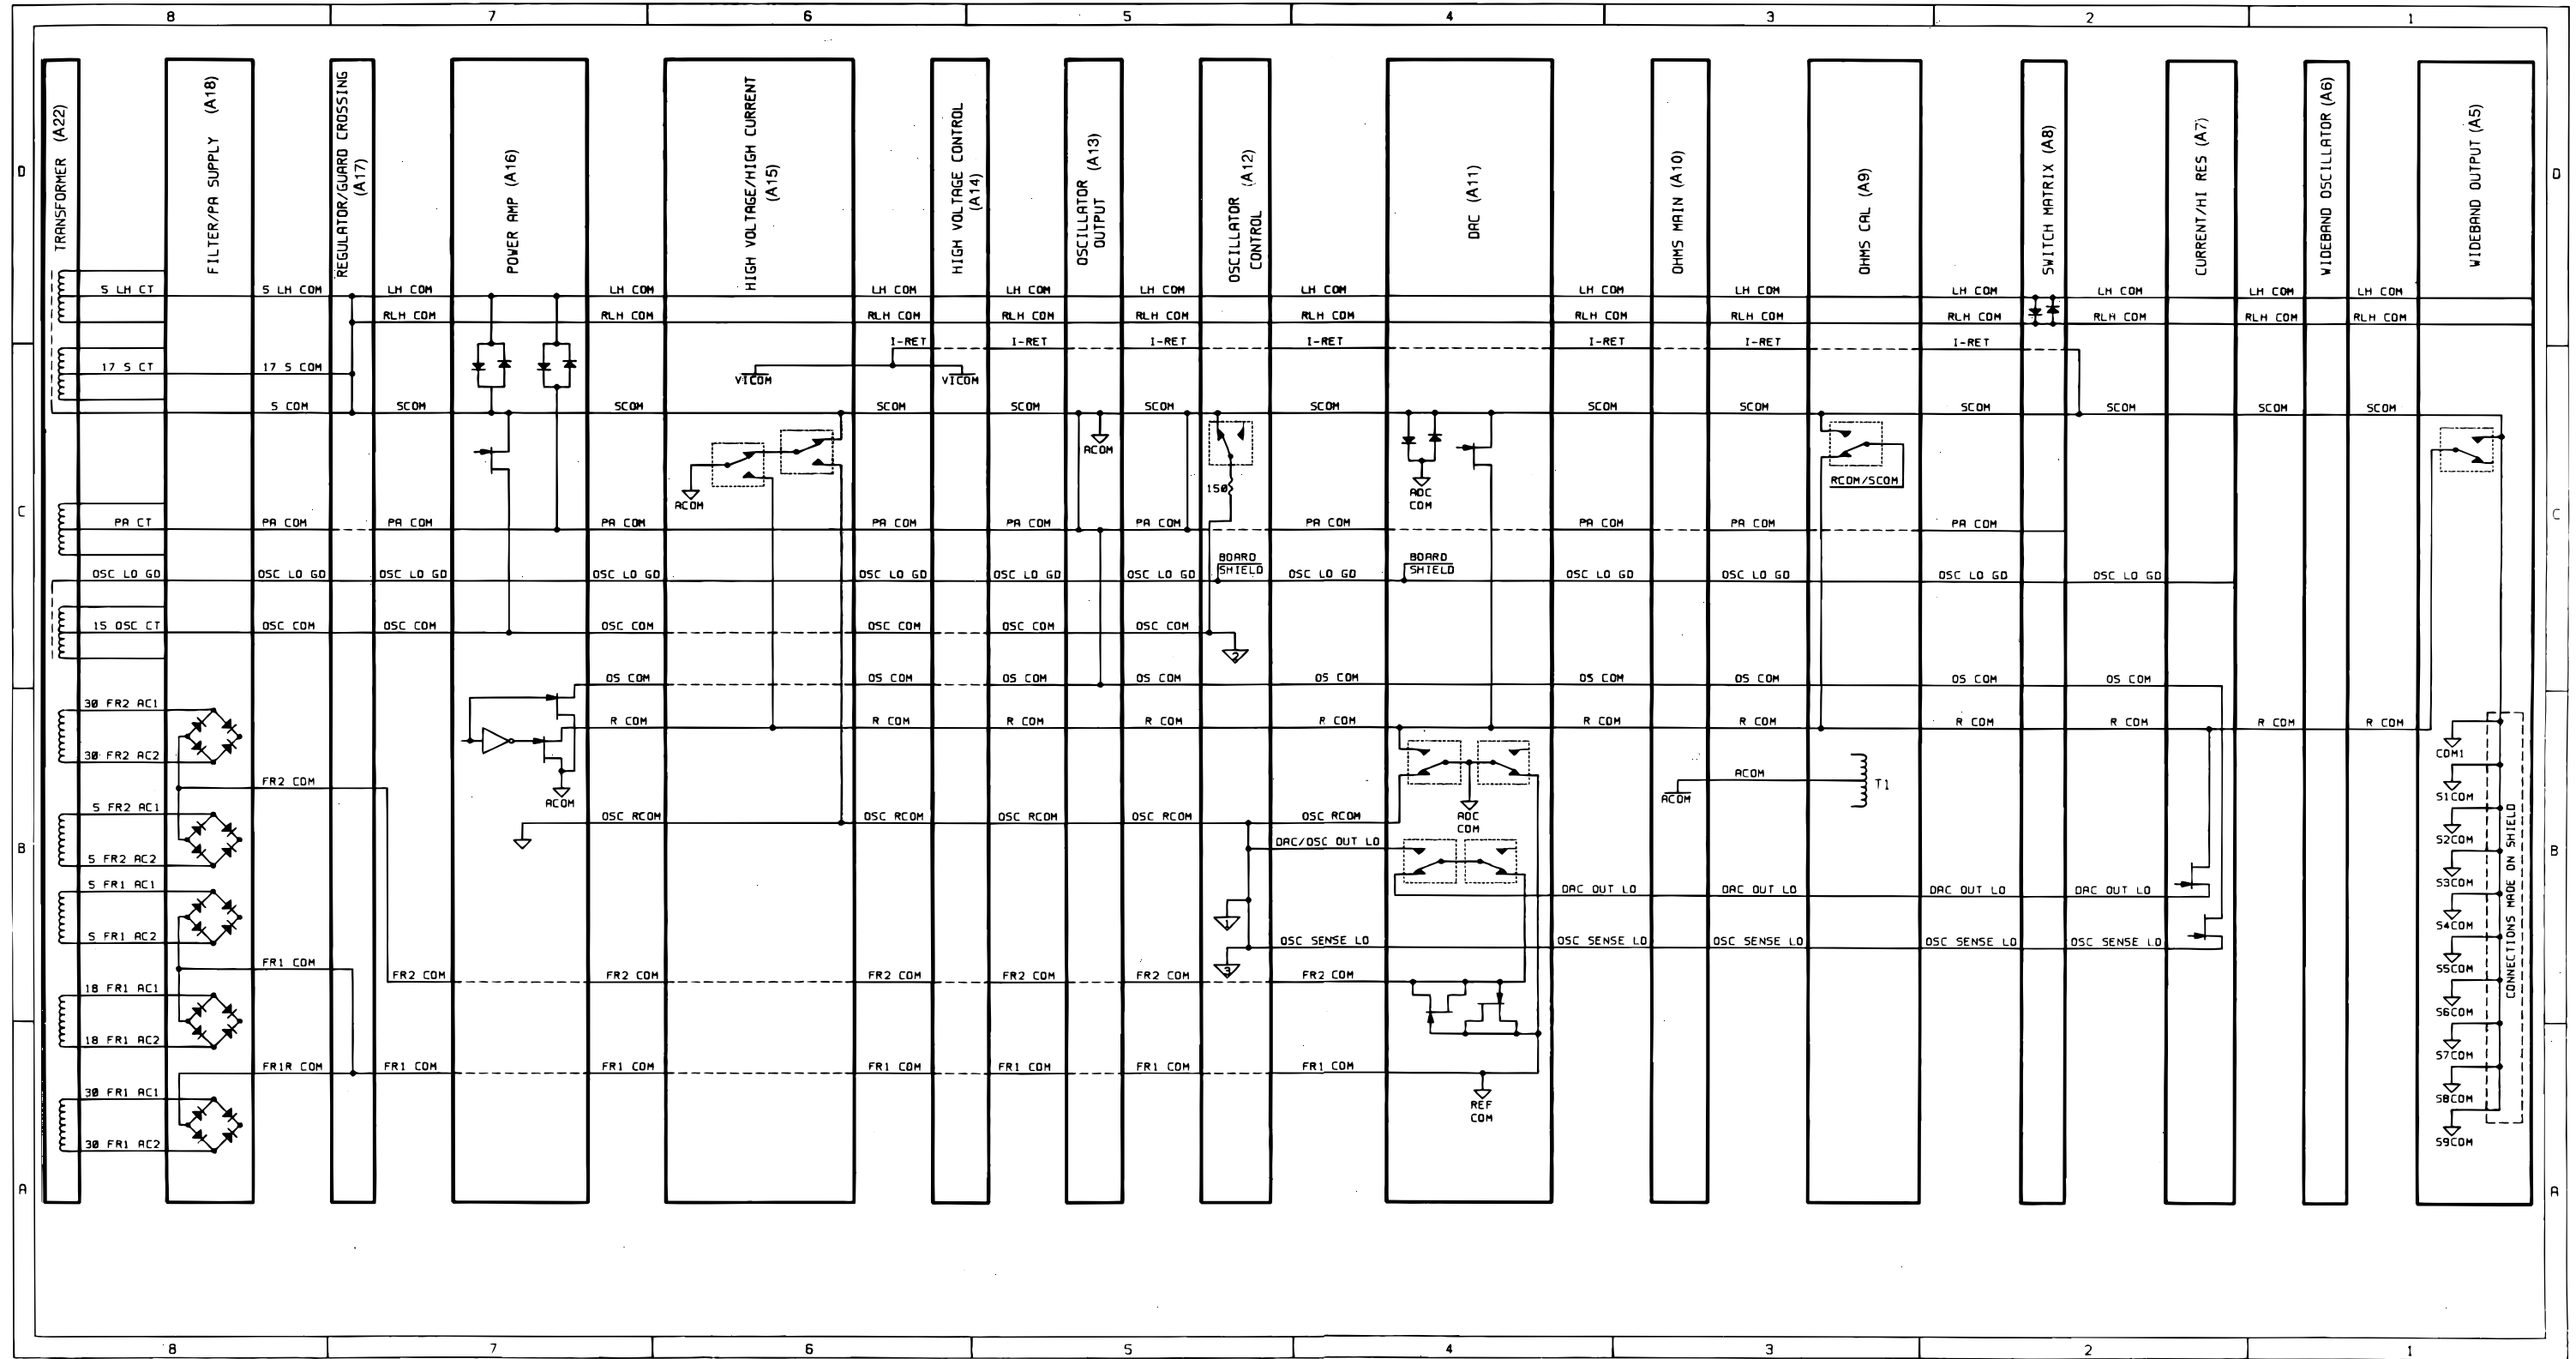 8 7 6 5 4 3 2 1
D
C
B
A
TRANSFORMER (A22)
FILTER/PA SUPPLY (A18)
REGULATOR/GUARD CROSSING
(A17)
POWER AMP (A16)
HIGH VOLTAGE/HIGH CURRENT
(A15)
HIGH VOLTAGE CONTROL
(A14)
OSCILLATOR
OUTPUT (A13)
OSCILLATOR
CONTROL (A12)
DAC (A11)
OHMS MAIN (A10)
OHMS CAL (A9)
SWITCH MATRIX (A8)
CURRENT/HI RES (A7)
WIDEBAND OSCILLATOR (A6)
WIDEBAND OUTPUT (A5)
D
C
B
A
5 LH CT 5 LH COM LH COM LH COM LH COM LH COM LH COM LH COM LH COM LH COM LH COM LH COM LH COM LH COM
RLH COM RLH COM RLH COM RLH COM RLH COM RLH COM RLH COM RLH COM RLH COM RLH COM RLH COM RLH COM
I-RET I-RET I-RET I-RET I-RET I-RET I-RET
17 S CT 17 S COM
VICOM VICOM
S COM SCOM SCOM SCOM SCOM SCOM SCOM SCOM SCOM SCOM SCOM SCOM SCOM
ACOM
150
RCOM/SCOM
ACOM
ADC
COM
PA CT PA COM PA COM PA COM PA COM PA COM PA COM PA COM PA COM PA COM PA COM
BOARD
SHIELD
BOARD
SHIELD
OSC LO GD OSC LO GD OSC LO GD OSC LO GD OSC LO GD OSC LO GD OSC LO GD OSC LO GD OSC LO GD OSC LO GD OSC LO GD OSC LO GD
15 OSC CT OSC COM OSC COM OSC COM OSC COM OSC COM OSC COM
2
OS COM OS COM OS COM OS COM OS COM OS COM OS COM OS COM OS COM
30 FR2 AC1
R COM R COM R COM R COM R COM R COM R COM R COM R COM R COM R COM
30 FR2 AC2
FR2 COM
ACOM
ACOM
ACOM
T1
COM1
S1COM
S2COM
S3COM
S4COM
S5COM
S6COM
S7COM
S8COM
S9COM
CONNECTIONS MADE ON SHIELD
5 FR2 AC1
OSC RCOM OSC RCOM OSC RCOM OSC RCOM OSC RCOM
ADC
COM
DAC/OSC OUT LO
5 FR2 AC2
5 FR1 AC1
DAC OUT LO DAC OUT LO DAC OUT LO DAC OUT LO
1
5 FR1 AC2
OSC SENSE LO OSC SENSE LO OSC SENSE LO OSC SENSE LO OSC SENSE LO
3
FR1 COM
FR2 COM FR2 COM FR2 COM FR2 COM FR2 COM FR2 COM
18 FR1 AC1
18 FR1 AC2
FR1R COM FR1 COM FR1 COM FR1 COM FR1 COM FR1 COM FR1 COM
30 FR1 AC1
REF
COM
30 FR1 AC2
8 7 6 5 4 3 2 1